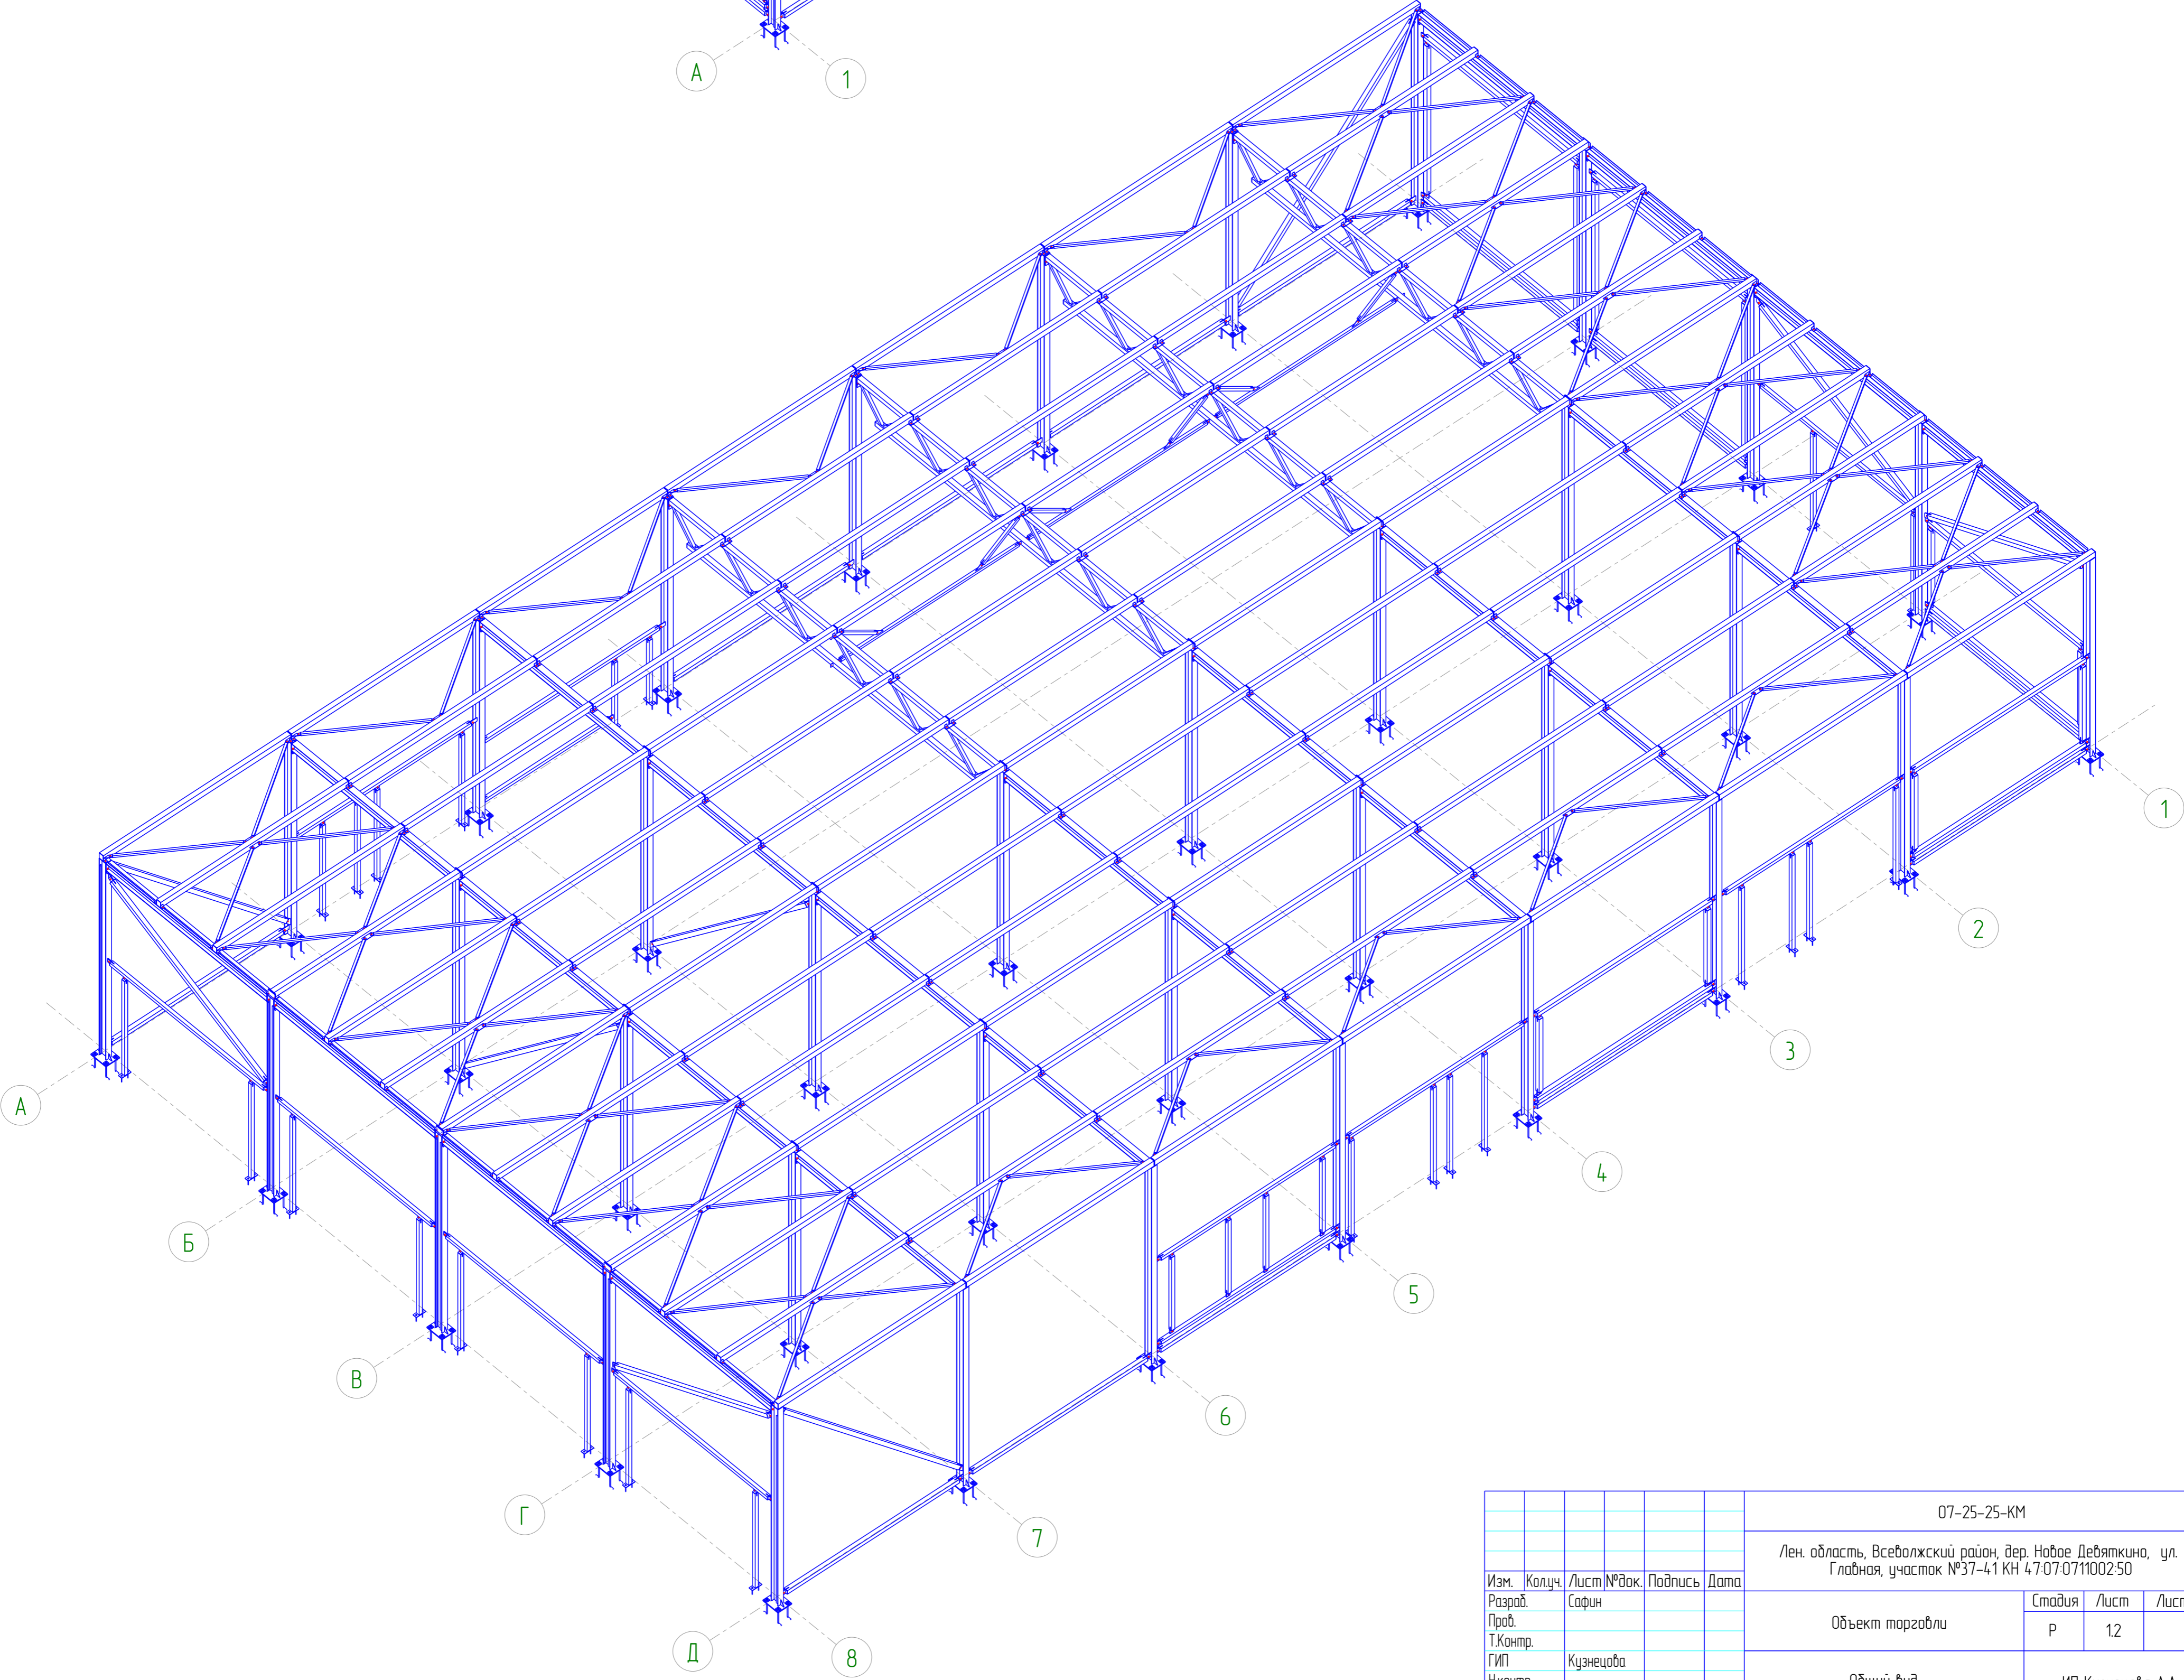 А
1
1
2
3
4
5
6
7
8
А
Б
В
Г
Д
07-25-25-КМ
Лен. область, Всеволжский район, дер. Новое Девяткино, ул.
Главная, участок №37-41 КН 47:07:0711002:50
Изм. Кол.уч. Лист №док. Подпись Дата
Разраб. Сафин
Пров.
Т.Контр.
ГИП Кузнецова
Объект торговли
Стадия Лист
Р 1.2